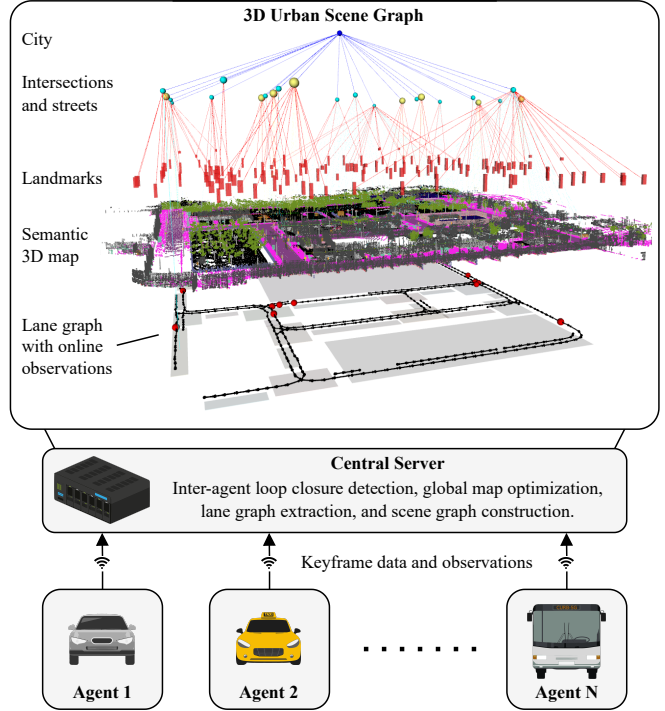 3D Urban Scene Graph
City
Intersections
and streets
Landmarks
Semantic
3D map
Lane graph
with online
observations
Central Server
Inter-agent loop closure detection, global map optimization,
lane graph extraction, and scene graph construction.
Keyframe data and observations
TAXI
Agent 1
Agent 2
Agent N